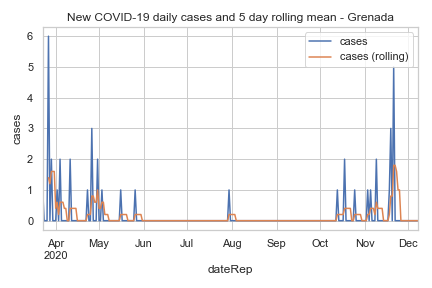 New COVID-19 daily cases and 5 day rolling mean - Grenada
cases
cases (rolling)
6
5
4
3
2
1
0
cases
Apr May Jun Jul Aug Sep Oct Nov Dec
2020
dateRep